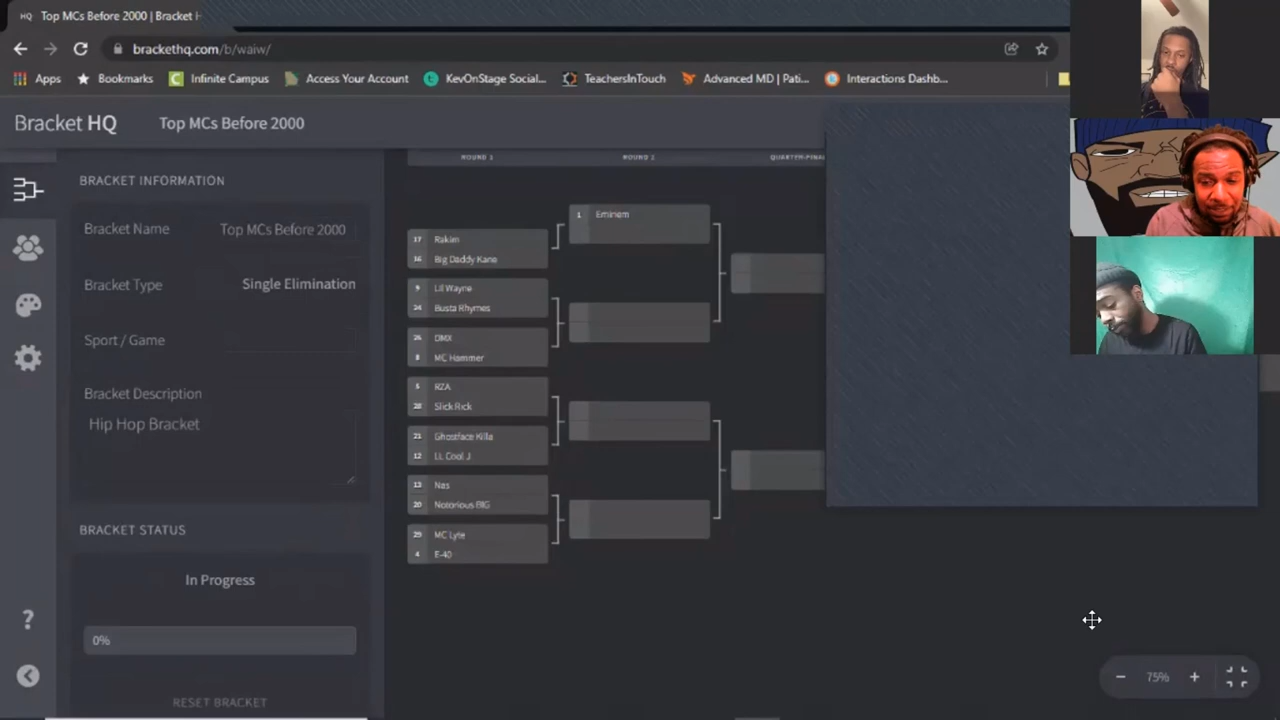 HQ Top MCs Before 2000 | Bracket H
brackethq.com/b/waiw/
Apps Bookmarks Infinite Campus Access Your Account KevOnStage Social... TeachersInTouch Advanced MD | Pati... Interactions Dashb...
Bracket HQ Top MCs Before 2000
ROUND 1 ROUND 2 QUARTER-FINAL
BRACKET INFORMATION
Bracket Name Top MCs Before 2000
Bracket Type Single Elimination
Sport / Game
Bracket Description
Hip Hop Bracket
BRACKET STATUS
In Progress
0%
RESET BRACKET
1 Eminem
17 Rakim
16 Big Daddy Kane
9 Lil Wayne
24 Busta Rhymes
25 DMX
8 MC Hammer
5 RZA
28 Slick Rick
21 Ghostface Killa
12 LL Cool J
13 Nas
20 Notorious BIG
29 MC Lyte
4 E-40
? 
− 75% +